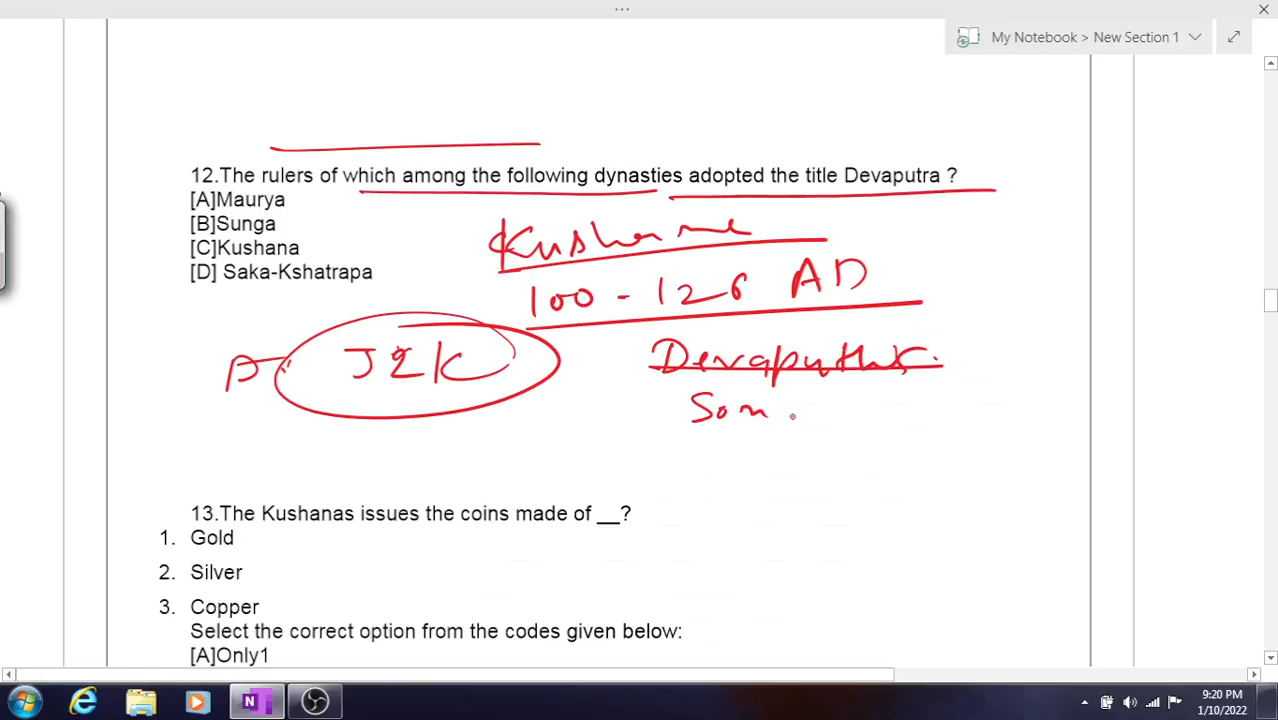 My Notebook > New Section 1
12.The rulers of which among the following dynasties adopted the title Devaputra ?
[A]Maurya
[B]Sunga
[C]Kushana
[D] Saka-Kshatrapa
100 - 126 AD
J&K
Son
13.The Kushanas issues the coins made of __?
1. Gold
2. Silver
3. Copper
Select the correct option from the codes given below:
[A]Only1
9:20 PM
1/10/2022